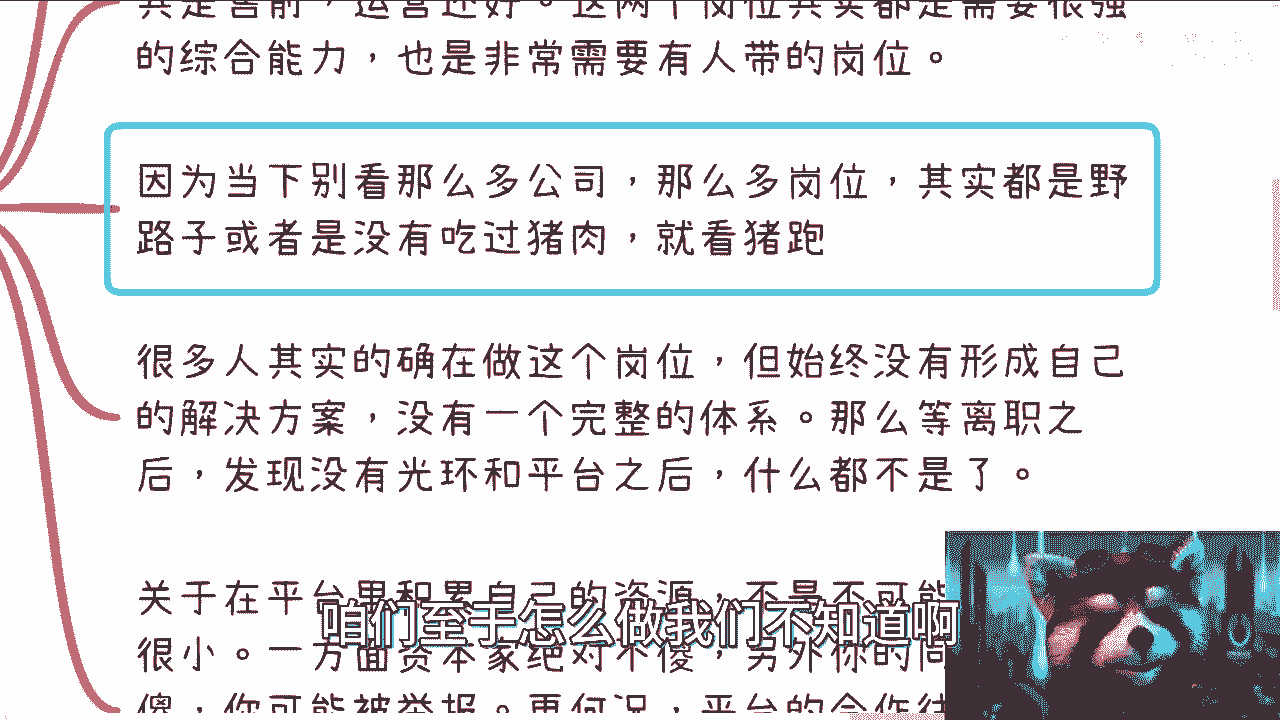 其是售前，运营还好。这两个岗位其实都是需要很强
的综合能力，也是非常需要有人带的岗位。
因为当下别看那么多公司，那么多岗位，其实都是野
路子或者是没有吃过猪肉，就看猪跑
很多人其实的确在做这个岗位，但始终没有形成自己
的解决方案，没有一个完整的体系。那么等离职之
后，发现没有光环和平台之后，什么都不是了。
关于在平台里积累自己的资源，不是不可能
咱们至于怎么做我们不知道啊
很小。一方面资本家绝对不傻，另外你的同
傻，你可能被举报。更何况，平台的合作往